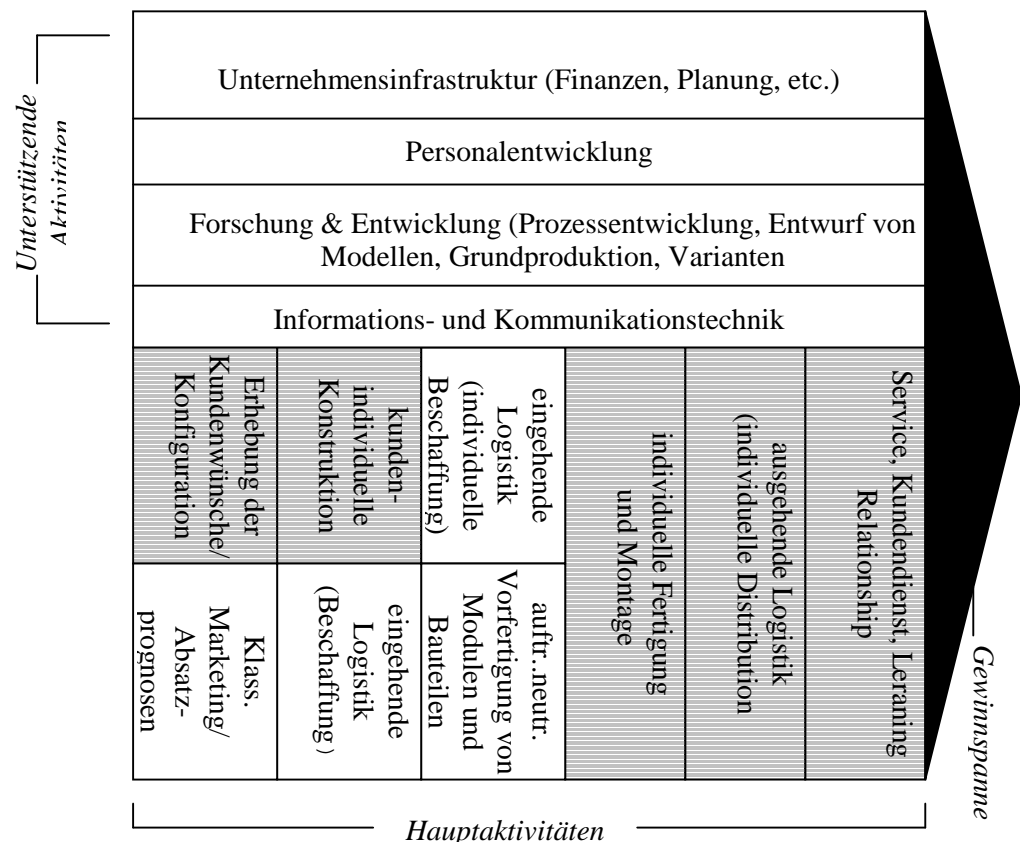 Unterstützende
Aktivitäten
Unternehmensinfrastruktur (Finanzen, Planung, etc.)
Personalentwicklung
Forschung & Entwicklung (Prozessentwicklung, Entwurf von
Modellen, Grundproduktion, Varianten
Informations- und Kommunikationstechnik
Erhebung der
Kundenwünsche/
Konfiguration
kunden-
individuelle
Konstruktion
eingehende
Logistik
(individuelle
Beschaffung)
individuelle Fertigung
und Montage
ausgehende Logistik
(individuelle Distribution
Service, Kundendienst, Leraning
Relationship
Klass.
Marketing/
Absatz-
prognosen
eingehende
Logistik
(Beschaffung)
auftr..neutr.
Vorfertigung von
Modulen und
Bauteilen
Gewinnspanne
Hauptaktivitäten